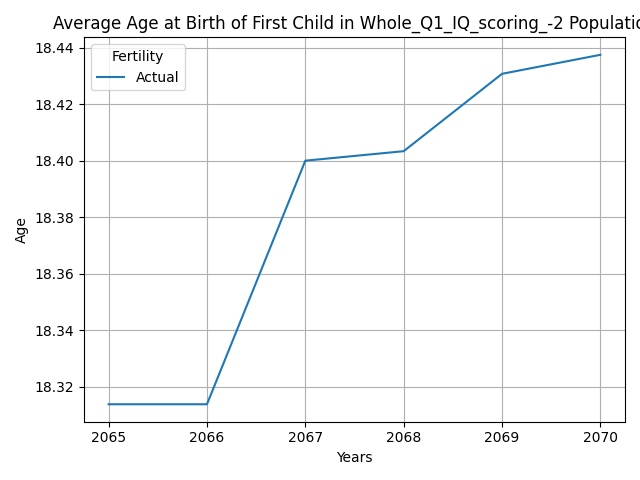 Average Age at Birth of First Child in Whole_Q1_IQ_scoring_-2 Populatio
Fertility
Actual
18.44
18.42
18.40
18.38
18.36
18.34
18.32
Age
2065 2066 2067 2068 2069 2070
Years